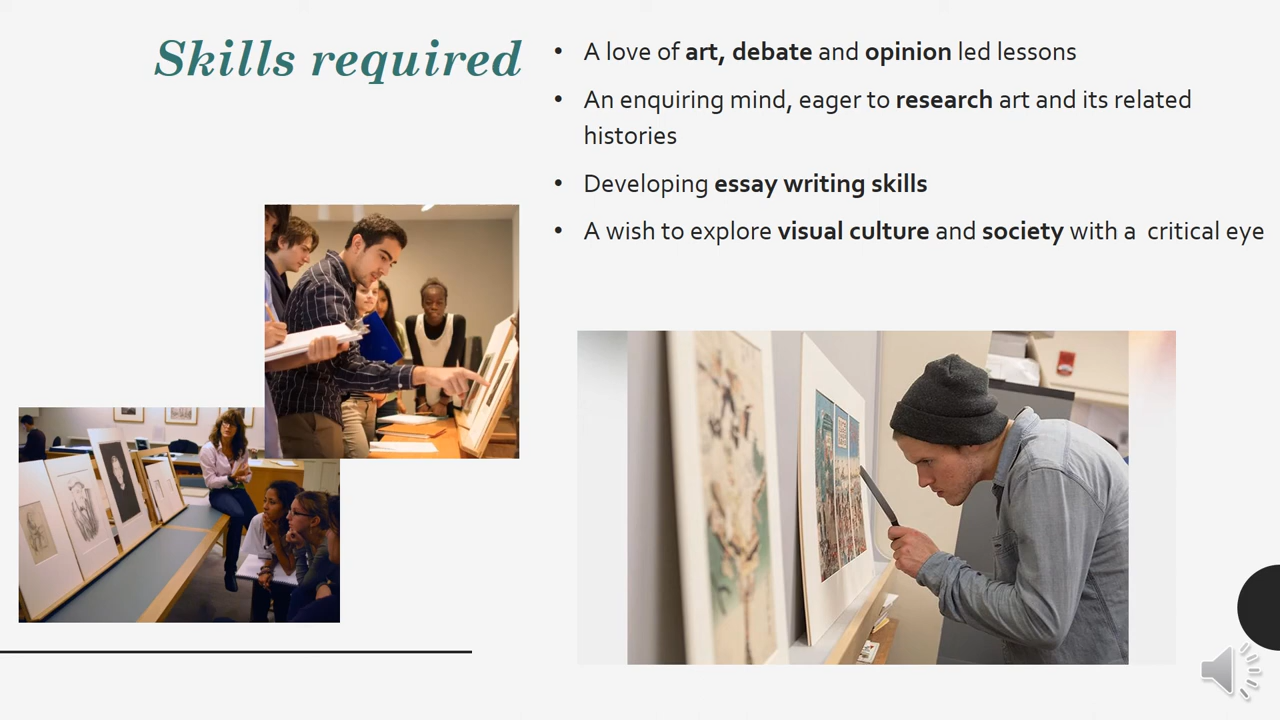 Skills required
• A love of art, debate and opinion led lessons
• An enquiring mind, eager to research art and its related
histories
• Developing essay writing skills
• A wish to explore visual culture and society with a critical eye